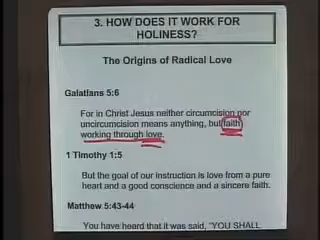 3. HOW DOES IT WORK FOR
HOLINESS?
The Origins of Radical Love
Galatians 5:6
For in Christ Jesus neither circumcision nor
uncircumcision means anything, but faith
working through love.
1 Timothy 1:5
But the goal of our instruction is love from a pure
heart and a good conscience and a sincere faith.
Matthew 5:43-44
You have heard that it was said, "YOU SHALL